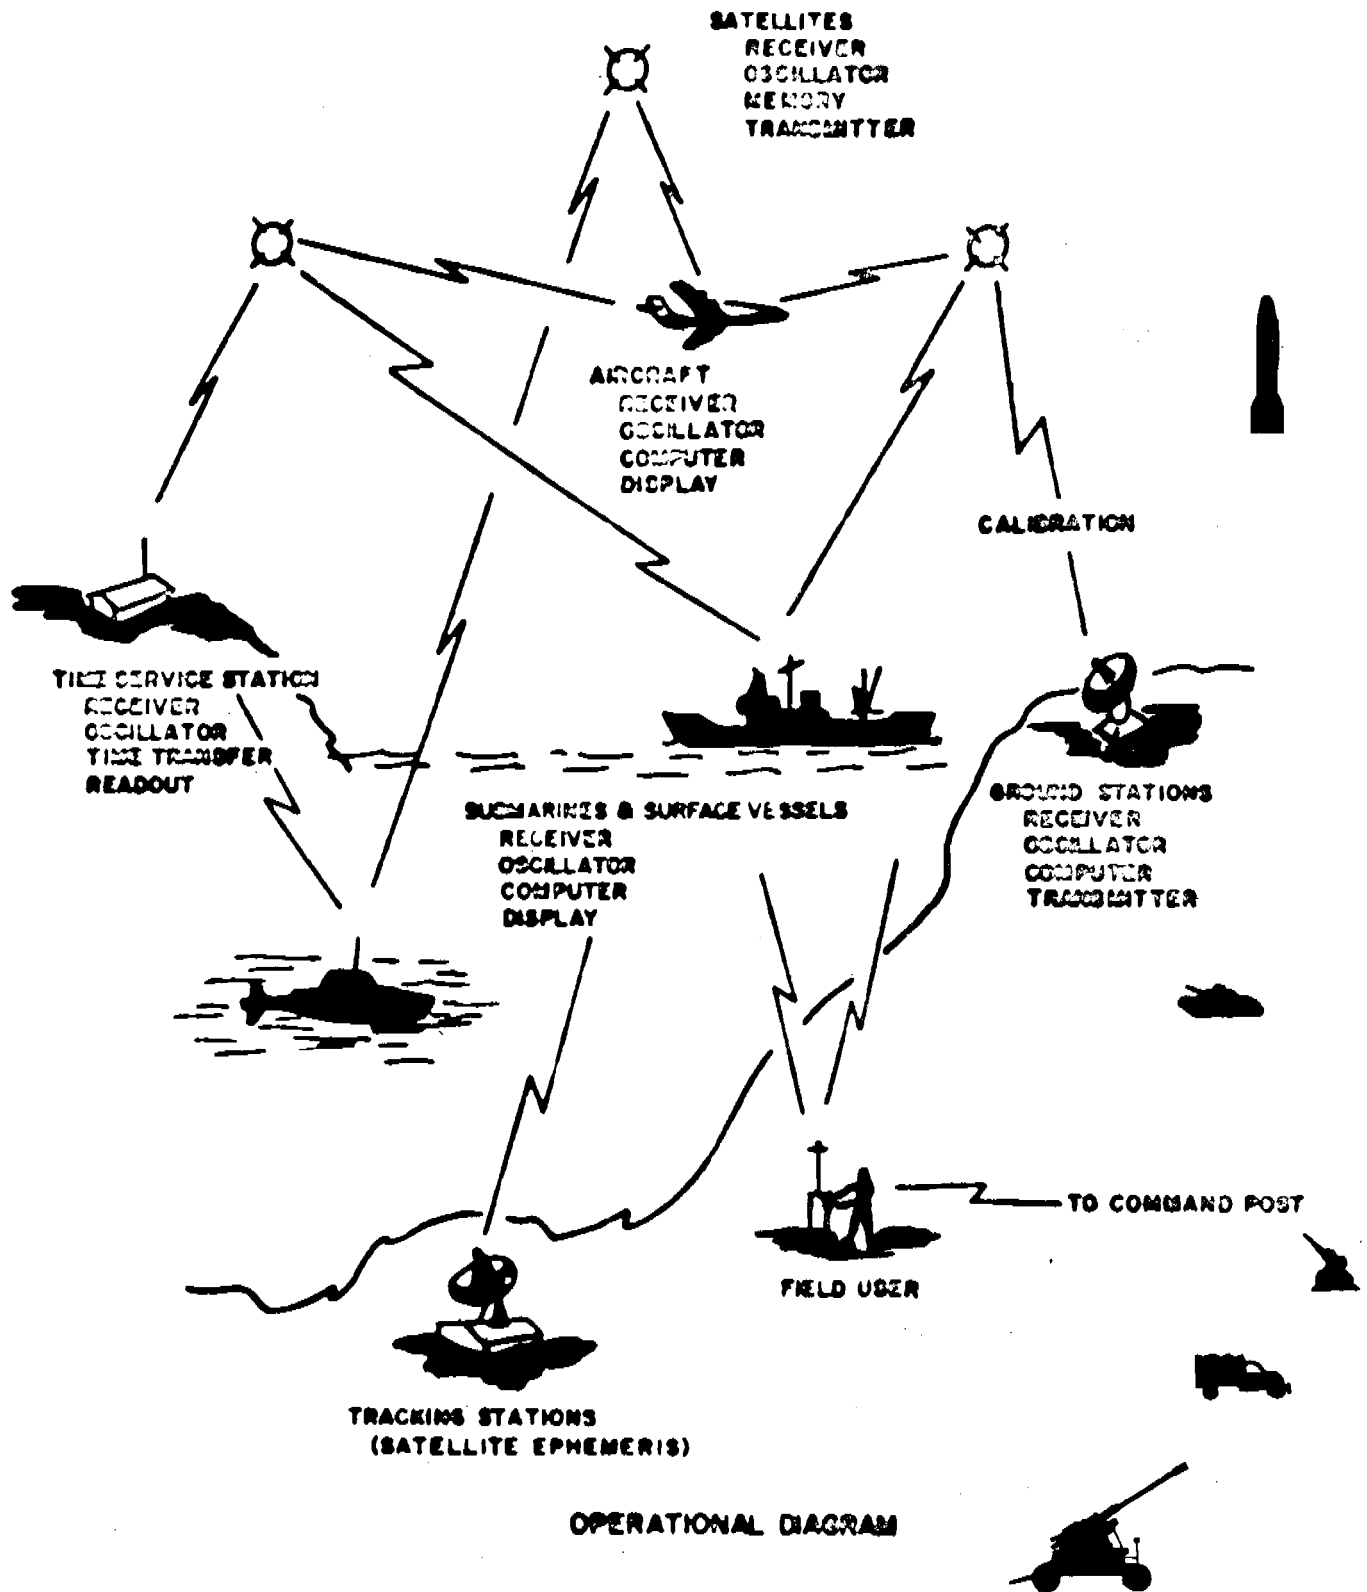 SATELLITES
RECEIVER
OSCILLATOR
MEMORY
TRANSMITTER
AIRCRAFT
RECEIVER
OSCILLATOR
COMPUTER
DISPLAY
CALIBRATION
TIME SERVICE STATION
RECEIVER
OSCILLATOR
TIME TRANSFER
READOUT
SUBMARINES & SURFACE VESSELS
RECEIVER
OSCILLATOR
COMPUTER
DISPLAY
GROUND STATIONS
RECEIVER
OSCILLATOR
COMPUTER
TRANSMITTER
TO COMMAND POST
FIELD USER
TRACKING STATIONS
(SATELLITE EPHEMERIS)
OPERATIONAL DIAGRAM